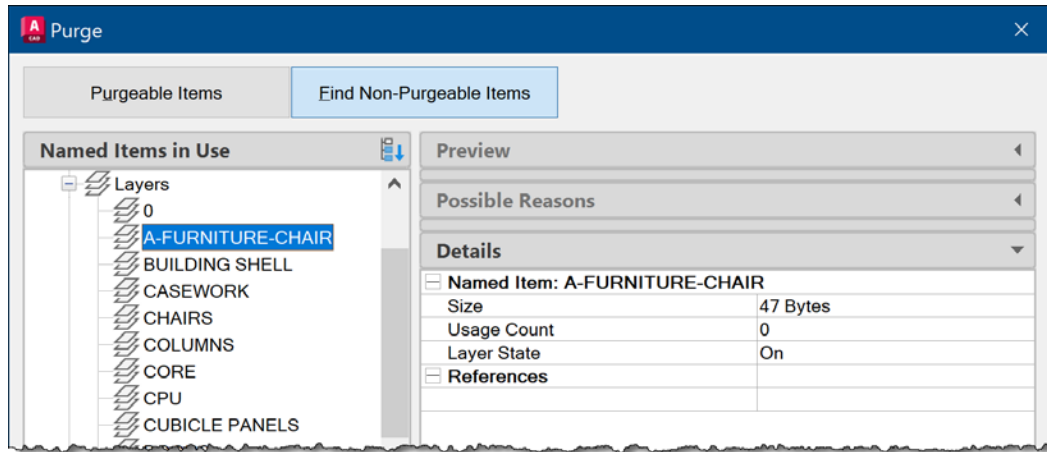 A
CAD
Purge
Purgeable Items
Find Non-Purgeable Items
Named Items in Use
Layers
0
A-FURNITURE-CHAIR
BUILDING SHELL
CASEWORK
CHAIRS
COLUMNS
CORE
CPU
CUBICLE PANELS
Preview
Possible Reasons
Details
Named Item: A-FURNITURE-CHAIR
Size 47 Bytes
Usage Count 0
Layer State On
References